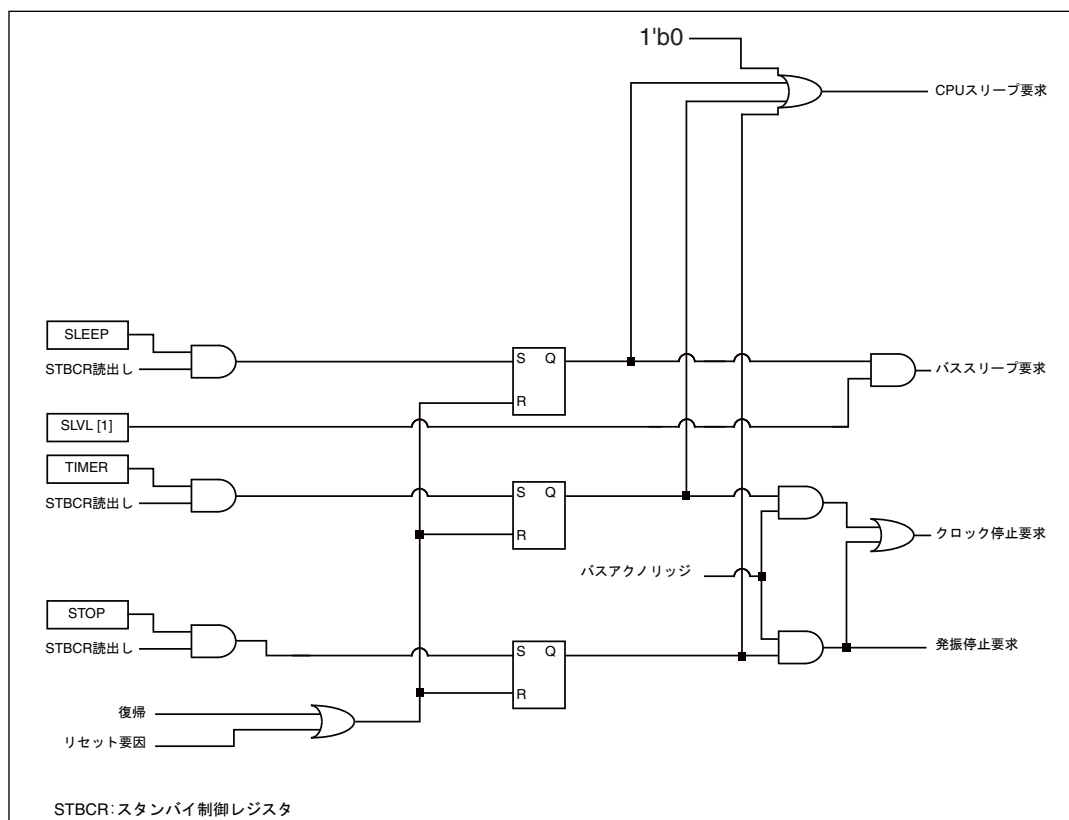 1'b0
CPUスリープ要求
SLEEP
STBCR読出し
S Q
R
バススリープ要求
SLVL [1]
TIMER
STBCR読出し
S Q
R
クロック停止要求
バスアクノリッジ
STOP
STBCR読出し
S Q
R
発振停止要求
復帰
リセット要因
STBCR:スタンバイ制御レジスタ